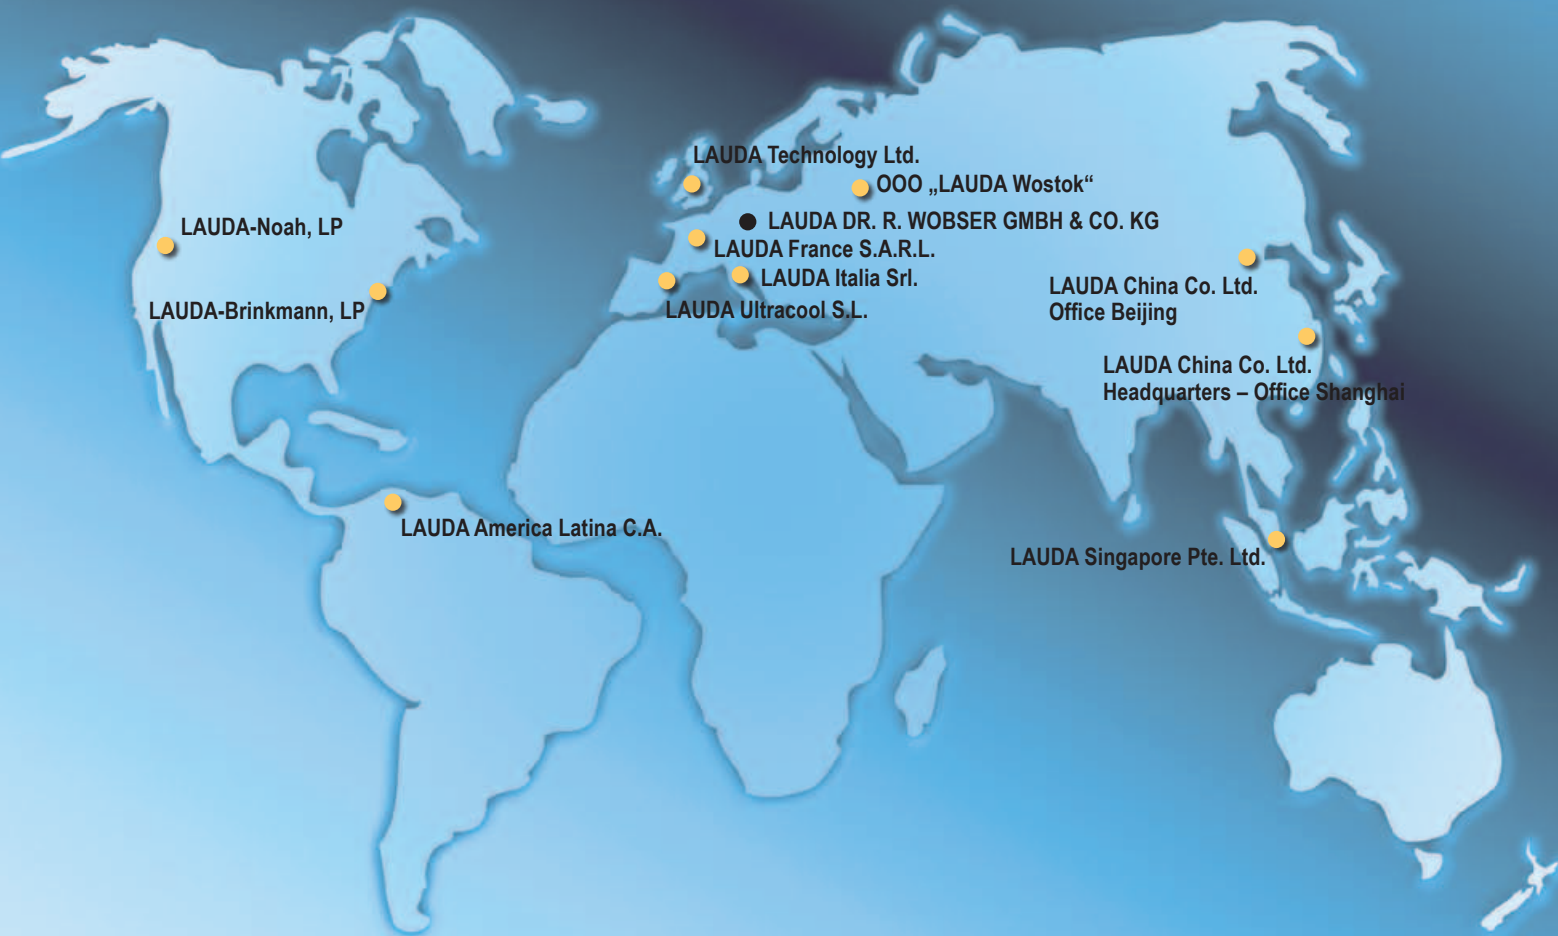 LAUDA Technology Ltd.
OOO „LAUDA Wostok“
LAUDA DR. R. WOBSER GMBH & CO. KG
LAUDA-Noah, LP
LAUDA France S.A.R.L.
LAUDA Italia Srl.
LAUDA China Co. Ltd.
Office Beijing
LAUDA-Brinkmann, LP
LAUDA Ultracool S.L.
LAUDA China Co. Ltd.
Headquarters – Office Shanghai
LAUDA America Latina C.A.
LAUDA Singapore Pte. Ltd.